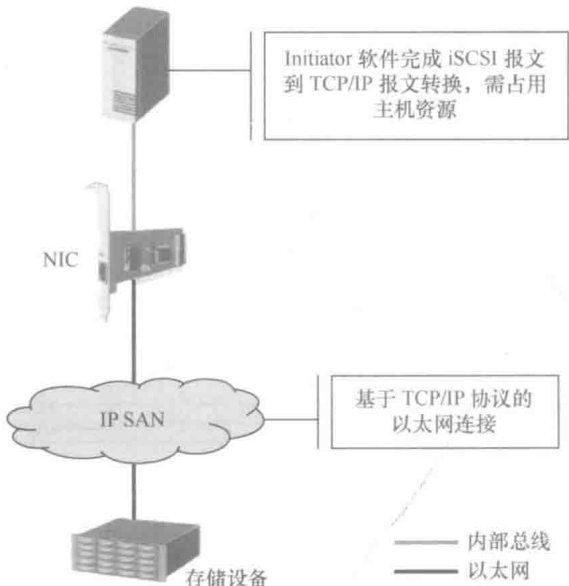 Initiator 软件完成 iSCSI 报文
到 TCP/IP 报文转换，需占用
主机资源
NIC
IP SAN
基于 TCP/IP 协议的
以太网连接
存储设备
内部总线
以太网